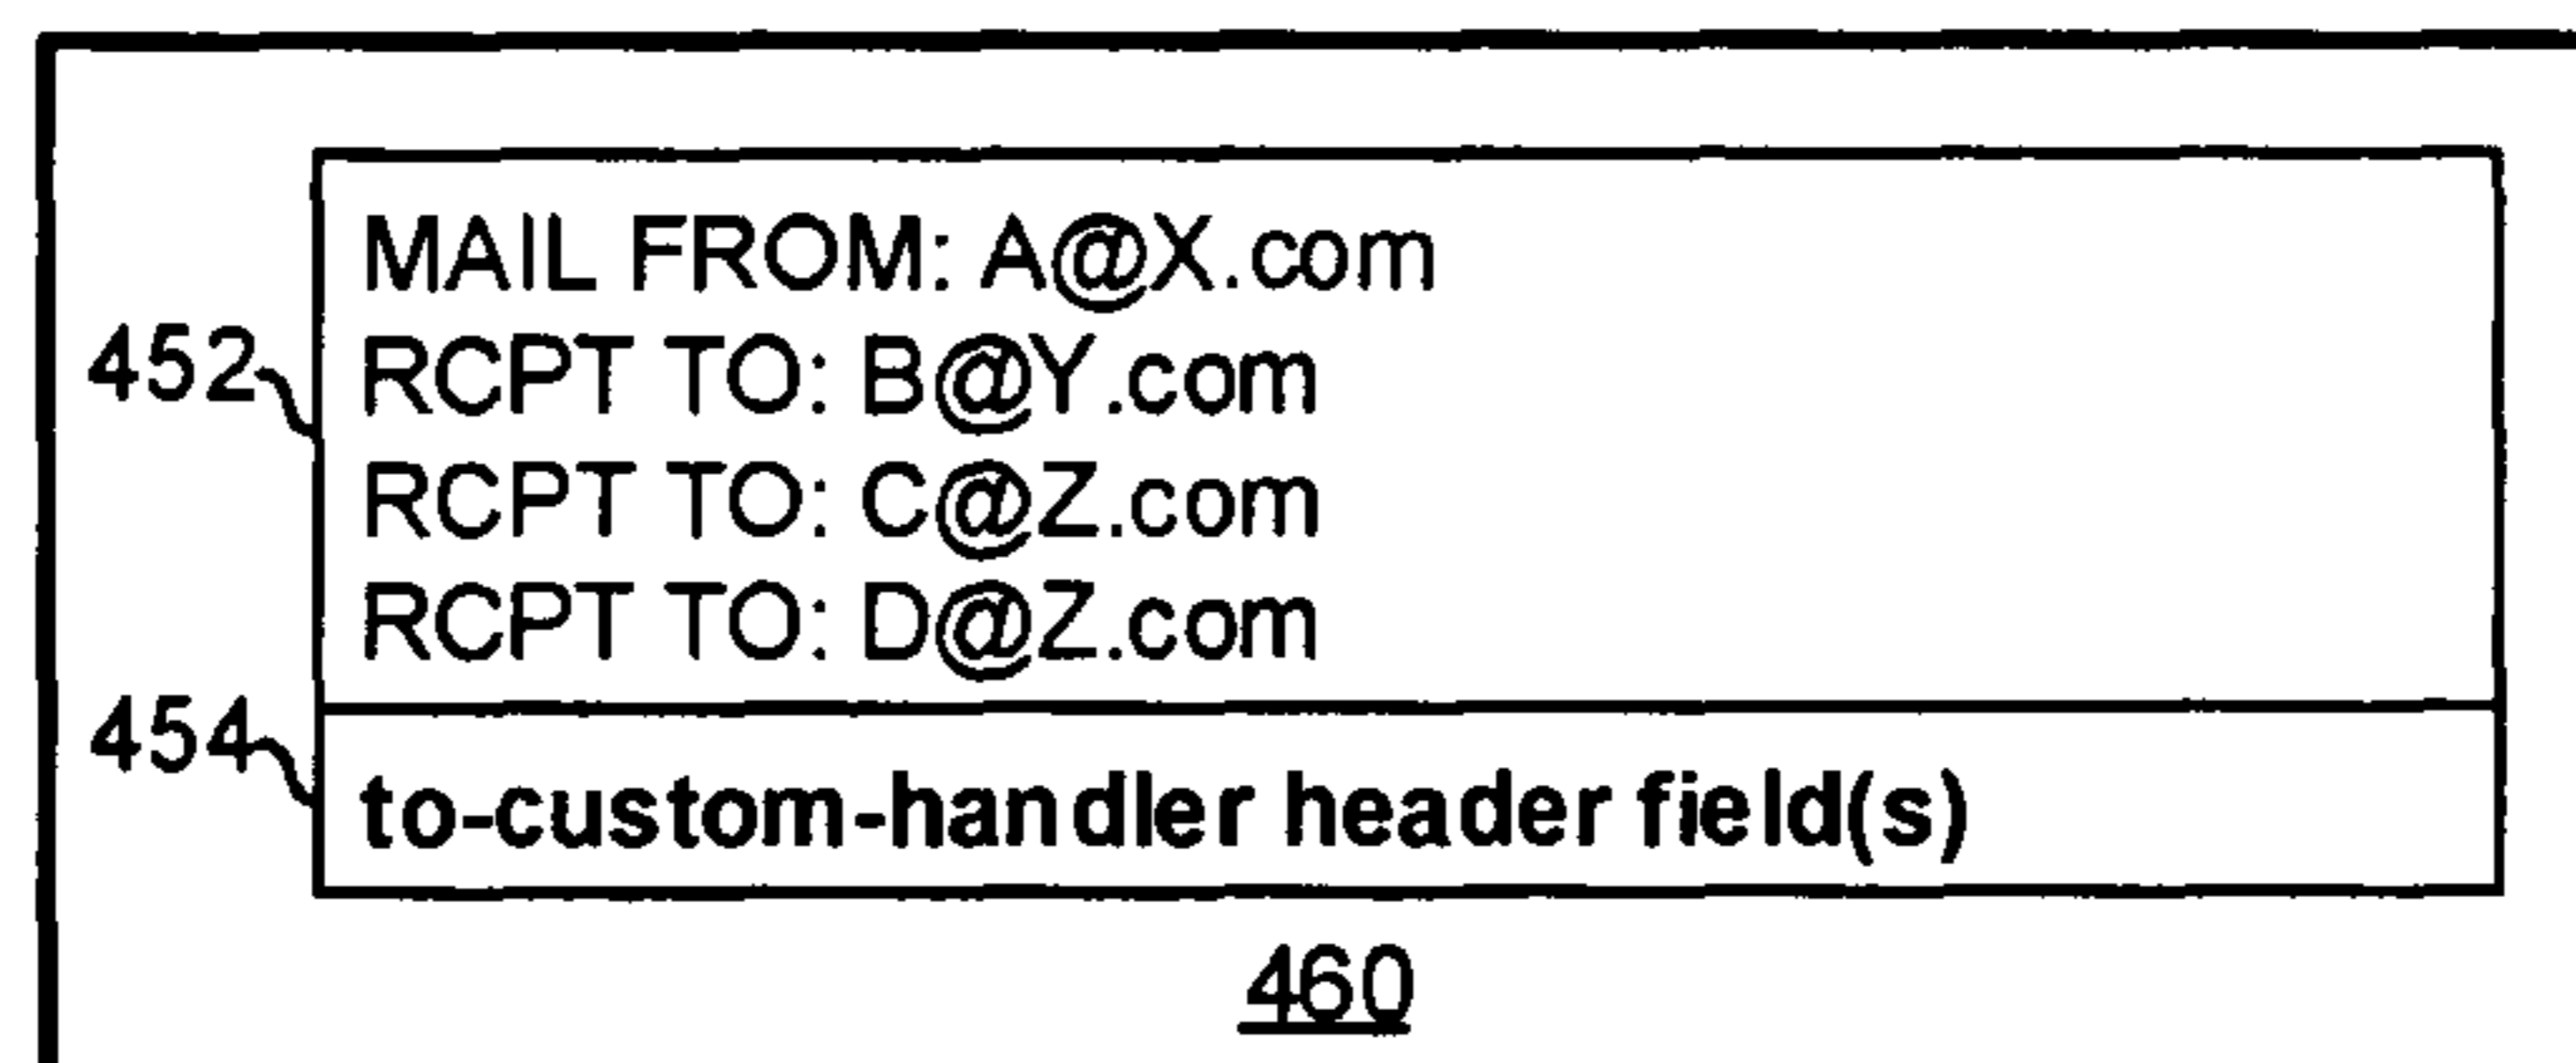 MAIL FROM: A@X.com
452 RCPT TO: B@Y.com
RCPT TO: C@Z.com
RCPT TO: D@Z.com
454 to-custom-handler header field(s)
460